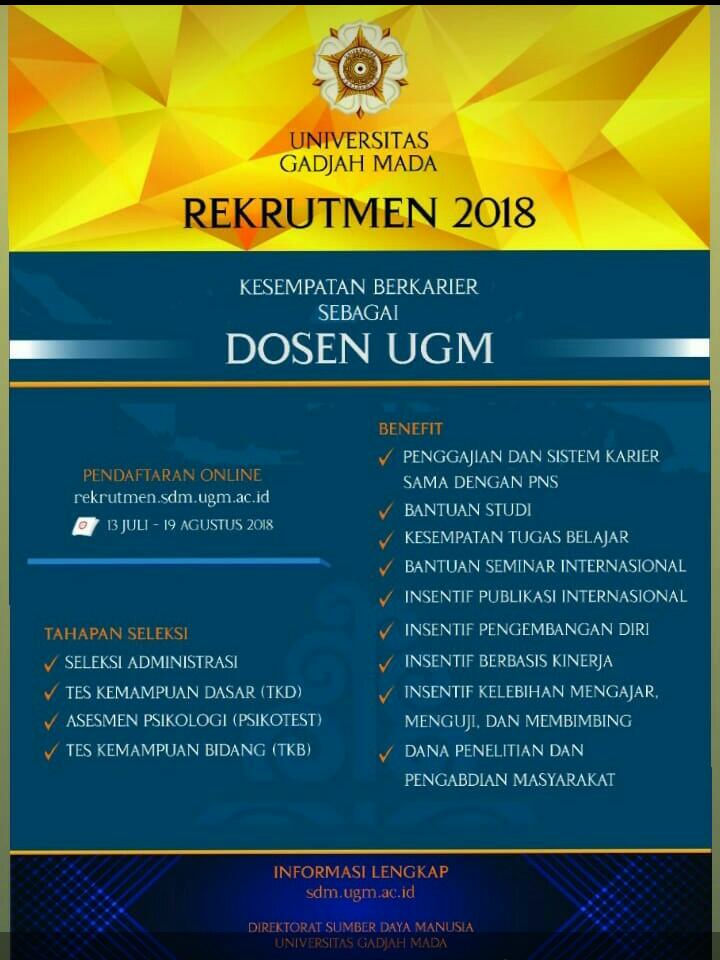 UNIVERSITAS
GADJAH MADA
REKRUTMEN 2018
KESEMPATAN BERKARIER
SEBAGAI
DOSEN UGM
PENDAFTARAN ONLINE
rekrutmen.sdm.ugm.ac.id
13 JULI - 19 AGUSTUS 2018
TAHAPAN SELEKSI
SELEKSI ADMINISTRASI
TES KEMAMPUAN DASAR (TKD)
ASESMEN PSIKOLOGI (PSIKOTEST)
TES KEMAMPUAN BIDANG (TKB)
BENEFIT
PENGGAJIAN DAN SISTEM KARIER
SAMA DENGAN PNS
BANTUAN STUDI
KESEMPATAN TUGAS BELAJAR
BANTUAN SEMINAR INTERNASIONAL
INSENTIF PUBLIKASI INTERNASIONAL
INSENTIF PENGEMBANGAN DIRI
INSENTIF BERBASIS KINERJA
INSENTIF KELEBIHAN MENGAJAR,
MENGUJI, DAN MEMBIMBING
DANA PENELITIAN DAN
PENGABDIAN MASYARAKAT
INFORMASI LENGKAP
sdm.ugm.ac.id
DIREKTORAT SUMBER DAYA MANUSIA
UNIVERSITAS GADJAH MADA